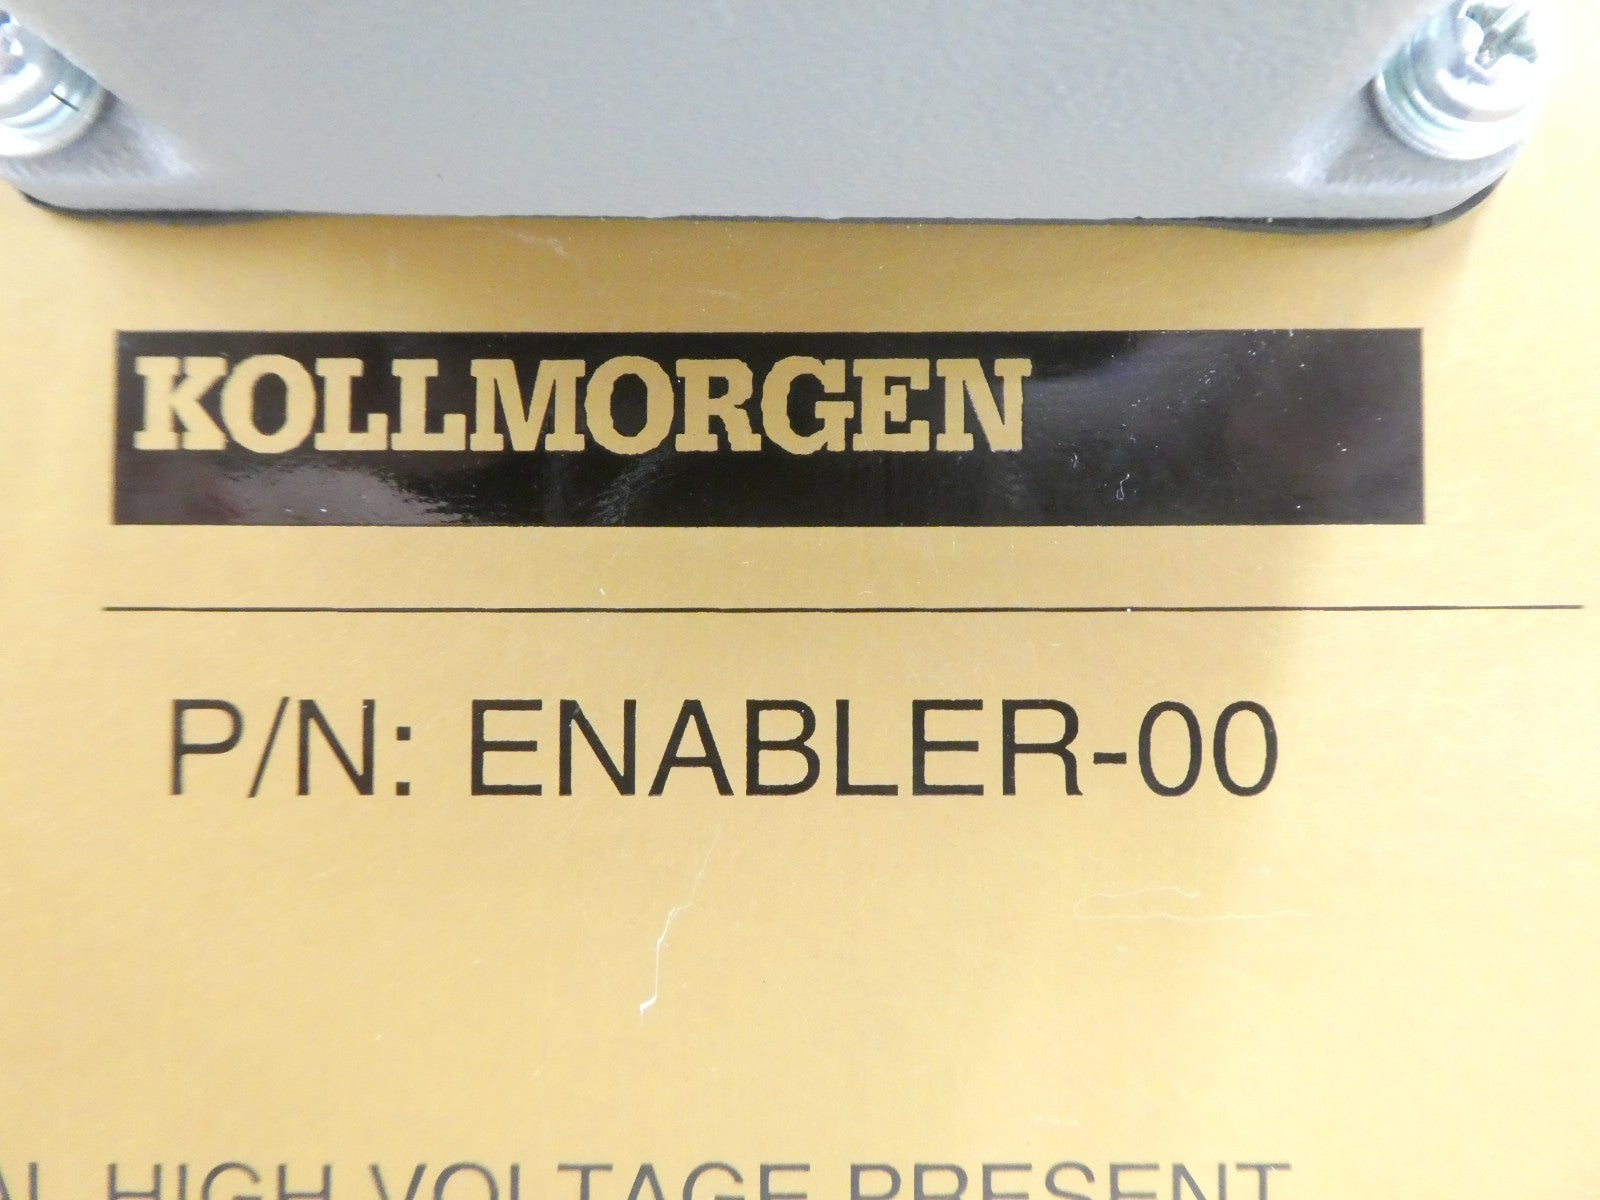 KOLLMORGEN
P/N: ENABLER-00
HIGH VOLTAGE PRESENT